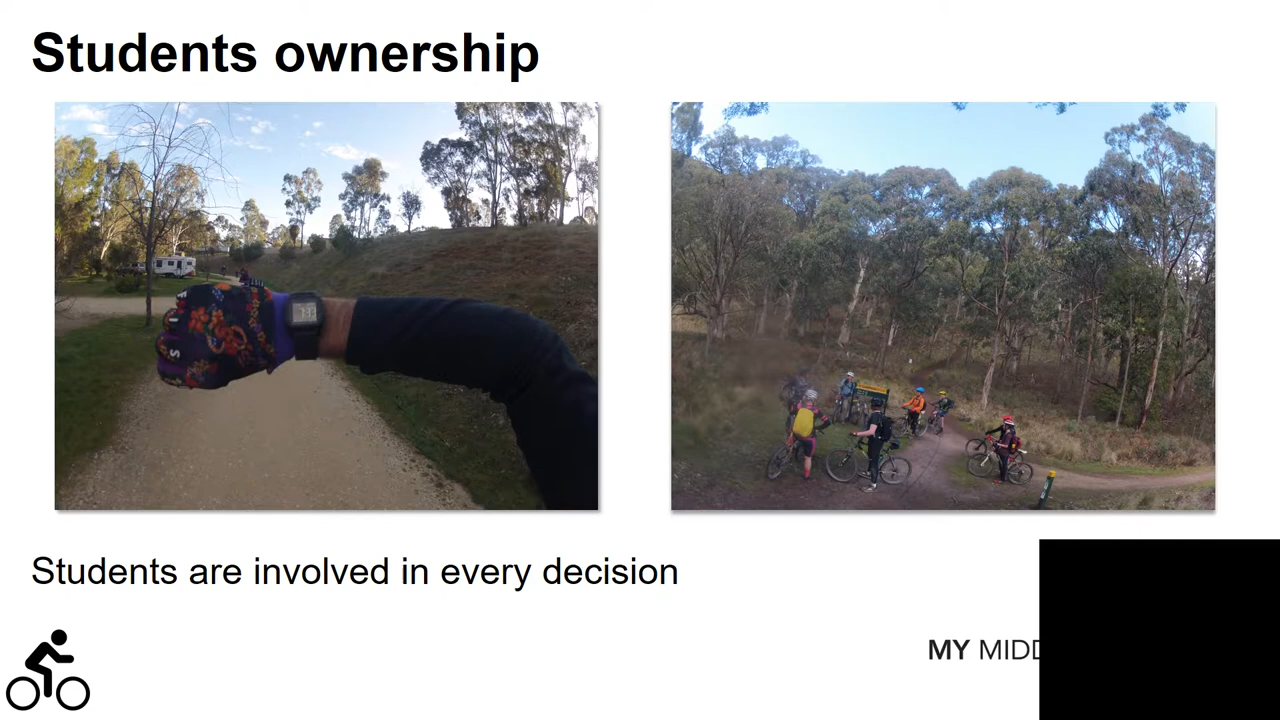 Students ownership
Students are involved in every decision
MY MIDD